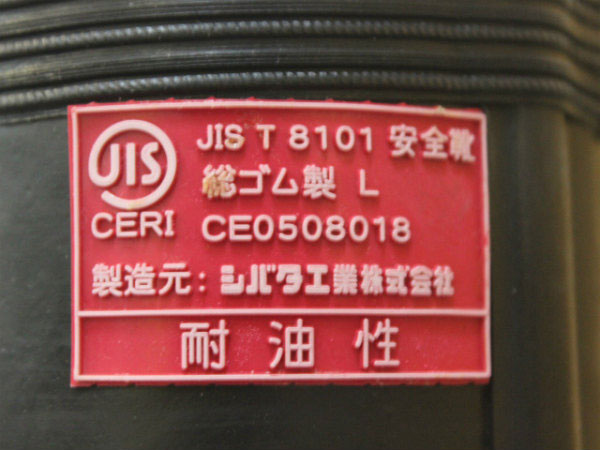 JIS T 8101 安全靴
JIS
総ゴム製 L
CERI
CE0508018
製造元：シバタ工業株式会社
耐油性